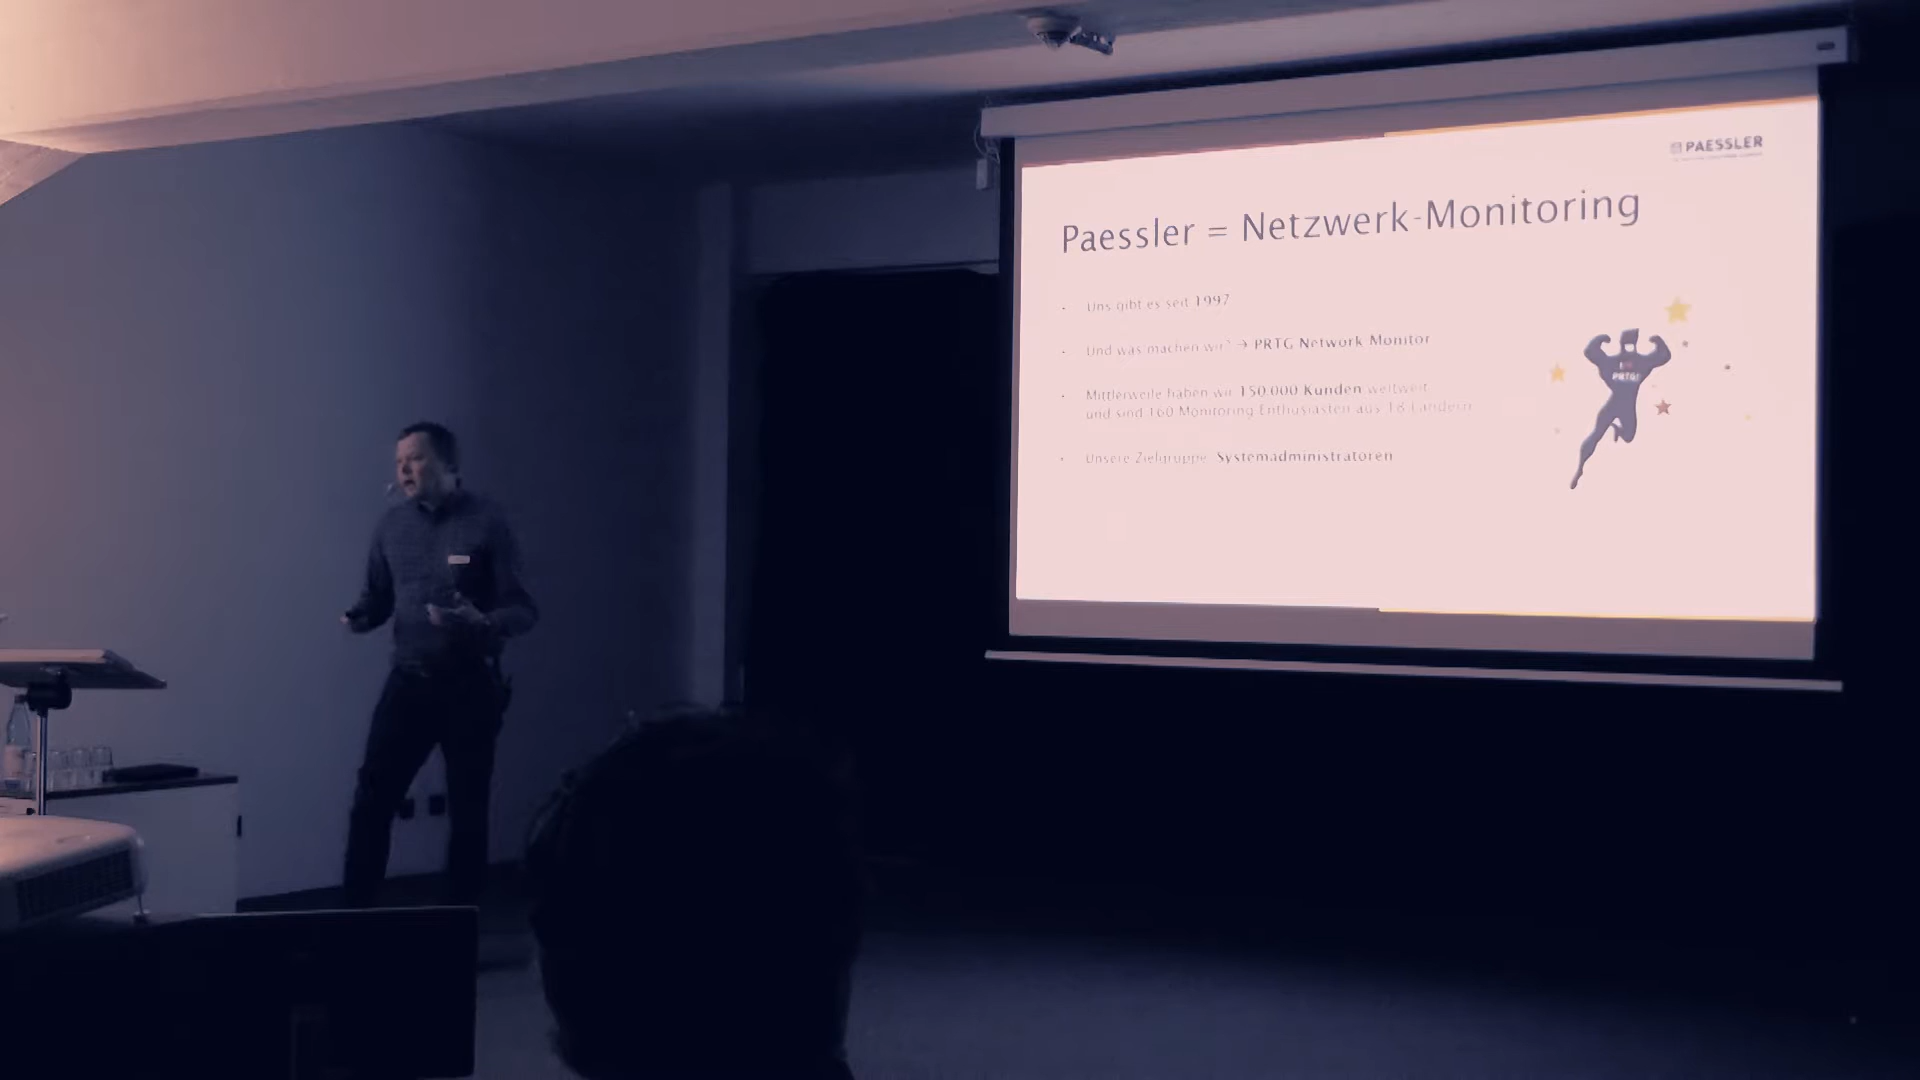 PAESSLER
Paessler = Netzwerk-Monitoring
Uns gibt es seit 1997
Und was machen wir? → PRTG Network Monitor
Mittlerweile haben wir 150.000 Kunden weltweit
und sind 160 Monitoring Enthusiasten aus 18 Ländern
Unsere Zielgruppe: Systemadministratoren
PRTG!